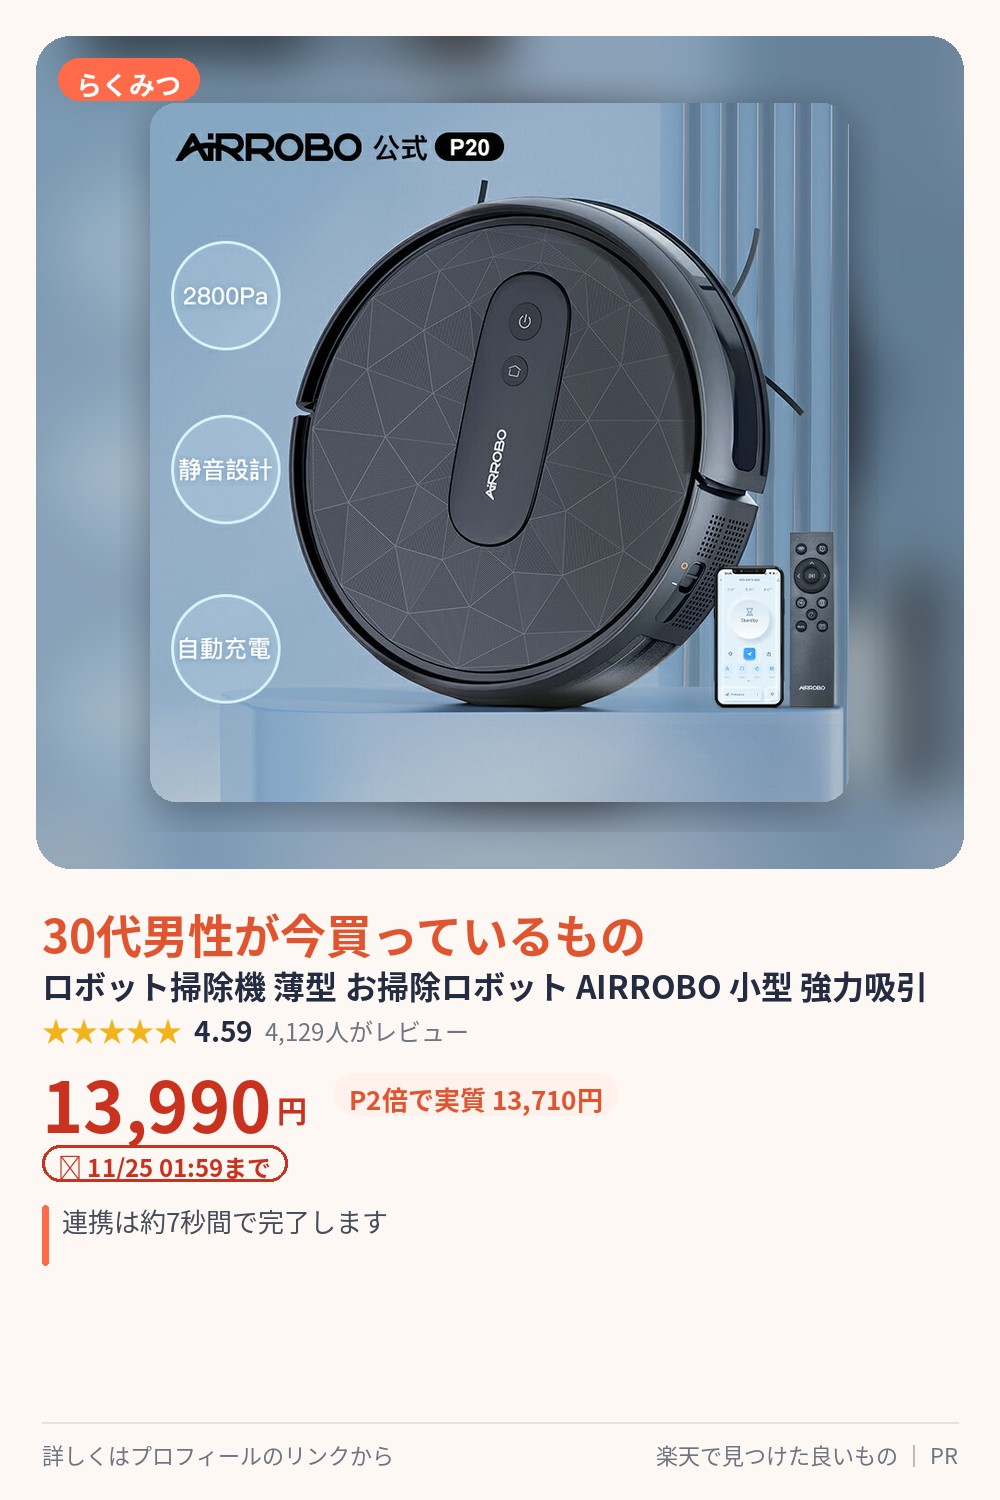 らくみつ
AiRROBO 公式 P20
2800Pa
静音設計
自動充電
AiRROBO
Standby
AIRROBO
30代男性が今買っているもの
ロボット掃除機 薄型 お掃除ロボット AIRROBO 小型 強力吸引
★★★★★ 4.59 4,129人がレビュー
13,990円 P2倍で実質 13,710円
11/25 01:59まで
連携は約7秒間で完了します
詳しくはプロフィールのリンクから
楽天で見つけた良いもの | PR